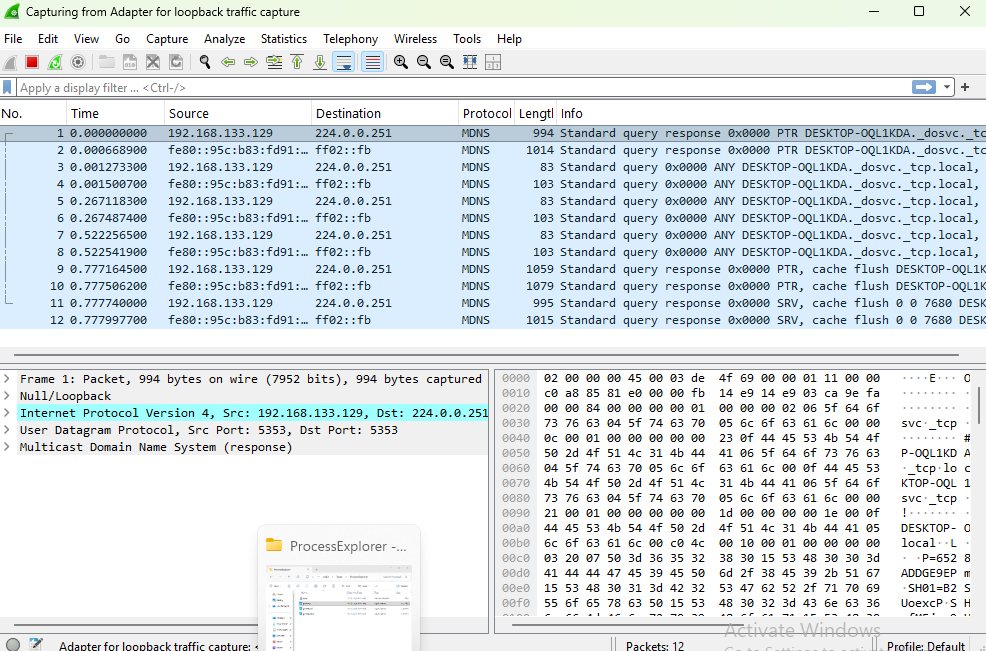 Capturing from Adapter for loopback traffic capture
File Edit View Go Capture Analyze Statistics Telephony Wireless Tools Help
Apply a display filter ... <Ctrl-/>
No. Time Source Destination Protocol Lengtl Info
1 0.000000000 192.168.133.129 224.0.0.251 MDNS 994 Standard query response 0x0000 PTR DESKTOP-OQL1KDA._dosvc._tc
2 0.000668900 fe80::95c:b83:fd91:… ff02::fb MDNS 1014 Standard query response 0x0000 PTR DESKTOP-OQL1KDA._dosvc._tc
3 0.001273300 192.168.133.129 224.0.0.251 MDNS 83 Standard query 0x0000 ANY DESKTOP-OQL1KDA._dosvc._tcp.local,
4 0.001500700 fe80::95c:b83:fd91:… ff02::fb MDNS 103 Standard query 0x0000 ANY DESKTOP-OQL1KDA._dosvc._tcp.local,
5 0.267118300 192.168.133.129 224.0.0.251 MDNS 83 Standard query 0x0000 ANY DESKTOP-OQL1KDA._dosvc._tcp.local,
6 0.267487400 fe80::95c:b83:fd91:… ff02::fb MDNS 103 Standard query 0x0000 ANY DESKTOP-OQL1KDA._dosvc._tcp.local,
7 0.522256500 192.168.133.129 224.0.0.251 MDNS 83 Standard query 0x0000 ANY DESKTOP-OQL1KDA._dosvc._tcp.local,
8 0.522541900 fe80::95c:b83:fd91:… ff02::fb MDNS 103 Standard query 0x0000 ANY DESKTOP-OQL1KDA._dosvc._tcp.local,
9 0.777164500 192.168.133.129 224.0.0.251 MDNS 1059 Standard query response 0x0000 PTR, cache flush DESKTOP-OQL1K
10 0.777506200 fe80::95c:b83:fd91:… ff02::fb MDNS 1079 Standard query response 0x0000 PTR, cache flush DESKTOP-OQL1K
11 0.777740000 192.168.133.129 224.0.0.251 MDNS 995 Standard query response 0x0000 SRV, cache flush 0 0 7680 DESK
12 0.777997700 fe80::95c:b83:fd91:… ff02::fb MDNS 1015 Standard query response 0x0000 SRV, cache flush 0 0 7680 DESK
Frame 1: Packet, 994 bytes on wire (7952 bits), 994 bytes captured
Null/Loopback
Internet Protocol Version 4, Src: 192.168.133.129, Dst: 224.0.0.251
User Datagram Protocol, Src Port: 5353, Dst Port: 5353
Multicast Domain Name System (response)
0000 02 00 00 00 45 00 03 de 4f 69 00 00 01 11 00 00 ····E··· O
0010 c0 a8 85 81 e0 00 00 fb 14 e9 14 e9 03 ca 9e fa ········ ·
0020 00 00 84 00 00 00 00 01 00 00 00 02 06 5f 64 6f ········ ·
0030 73 76 63 04 5f 74 63 70 05 6c 6f 63 61 6c 00 00 svc·_tcp ·
0040 0c 00 01 00 00 00 00 00 23 0f 44 45 53 4b 54 4f ········ #
0050 50 2d 4f 51 4c 31 4b 44 41 06 5f 64 6f 73 76 63 P-OQL1KD A
0060 04 5f 74 63 70 05 6c 6f 63 61 6c 00 0f 44 45 53 ·_tcp·lo c
0070 4b 54 4f 50 2d 4f 51 4c 31 4b 44 41 06 5f 64 6f KTOP-OQL 1
0080 73 76 63 04 5f 74 63 70 05 6c 6f 63 61 6c 00 00 svc·_tcp ·
0090 21 00 01 00 00 00 00 00 1d 00 00 00 00 1e 00 0f !······· ·
00a0 44 45 53 4b 54 4f 50 2d 4f 51 4c 31 4b 44 41 05 DESKTOP- O
00b0 6c 6f 63 61 6c 00 c0 4c 00 10 00 01 00 00 00 00 local··L ·
00c0 03 20 07 50 3d 36 35 32 38 30 15 53 48 30 30 3d · ·P=652 8
00d0 41 44 44 47 45 39 45 50 6d 2f 38 45 39 2b 51 67 ADDGE9EP m
00e0 15 53 48 30 31 3d 42 32 53 47 62 52 2f 71 70 69 ·SH01=B2 S
00f0 55 6f 65 78 63 50 15 53 48 30 32 3d 43 6e 63 36 UoexcP·S H
ProcessExplorer -...
Activate Windows
Adapter for loopback traffic capture: <
Packets: 12
Profile: Default